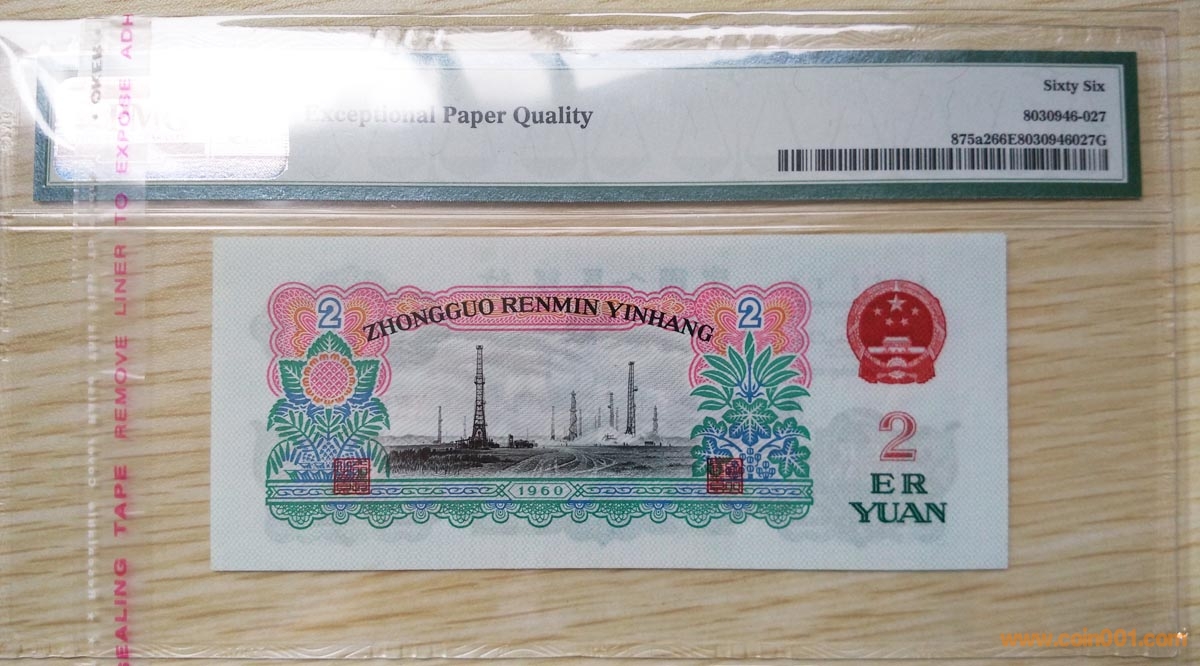 Exceptional Paper Quality
Sixty Six
8030946-027
875a266E8030946027G
SEALING TAPE REMOVE LINER TO EXPOSE ADH
2
ZHONGGUO RENMIN YINHANG
2
1960
2
ER
YUAN
www.coin001.com